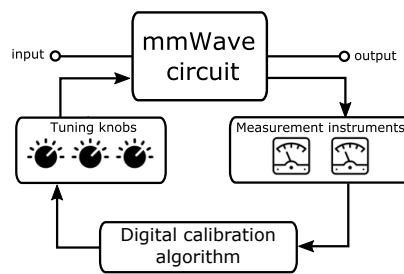 mmWave
circuit
input
output
Tuning knobs
Measurement instruments
Digital calibration
algorithm